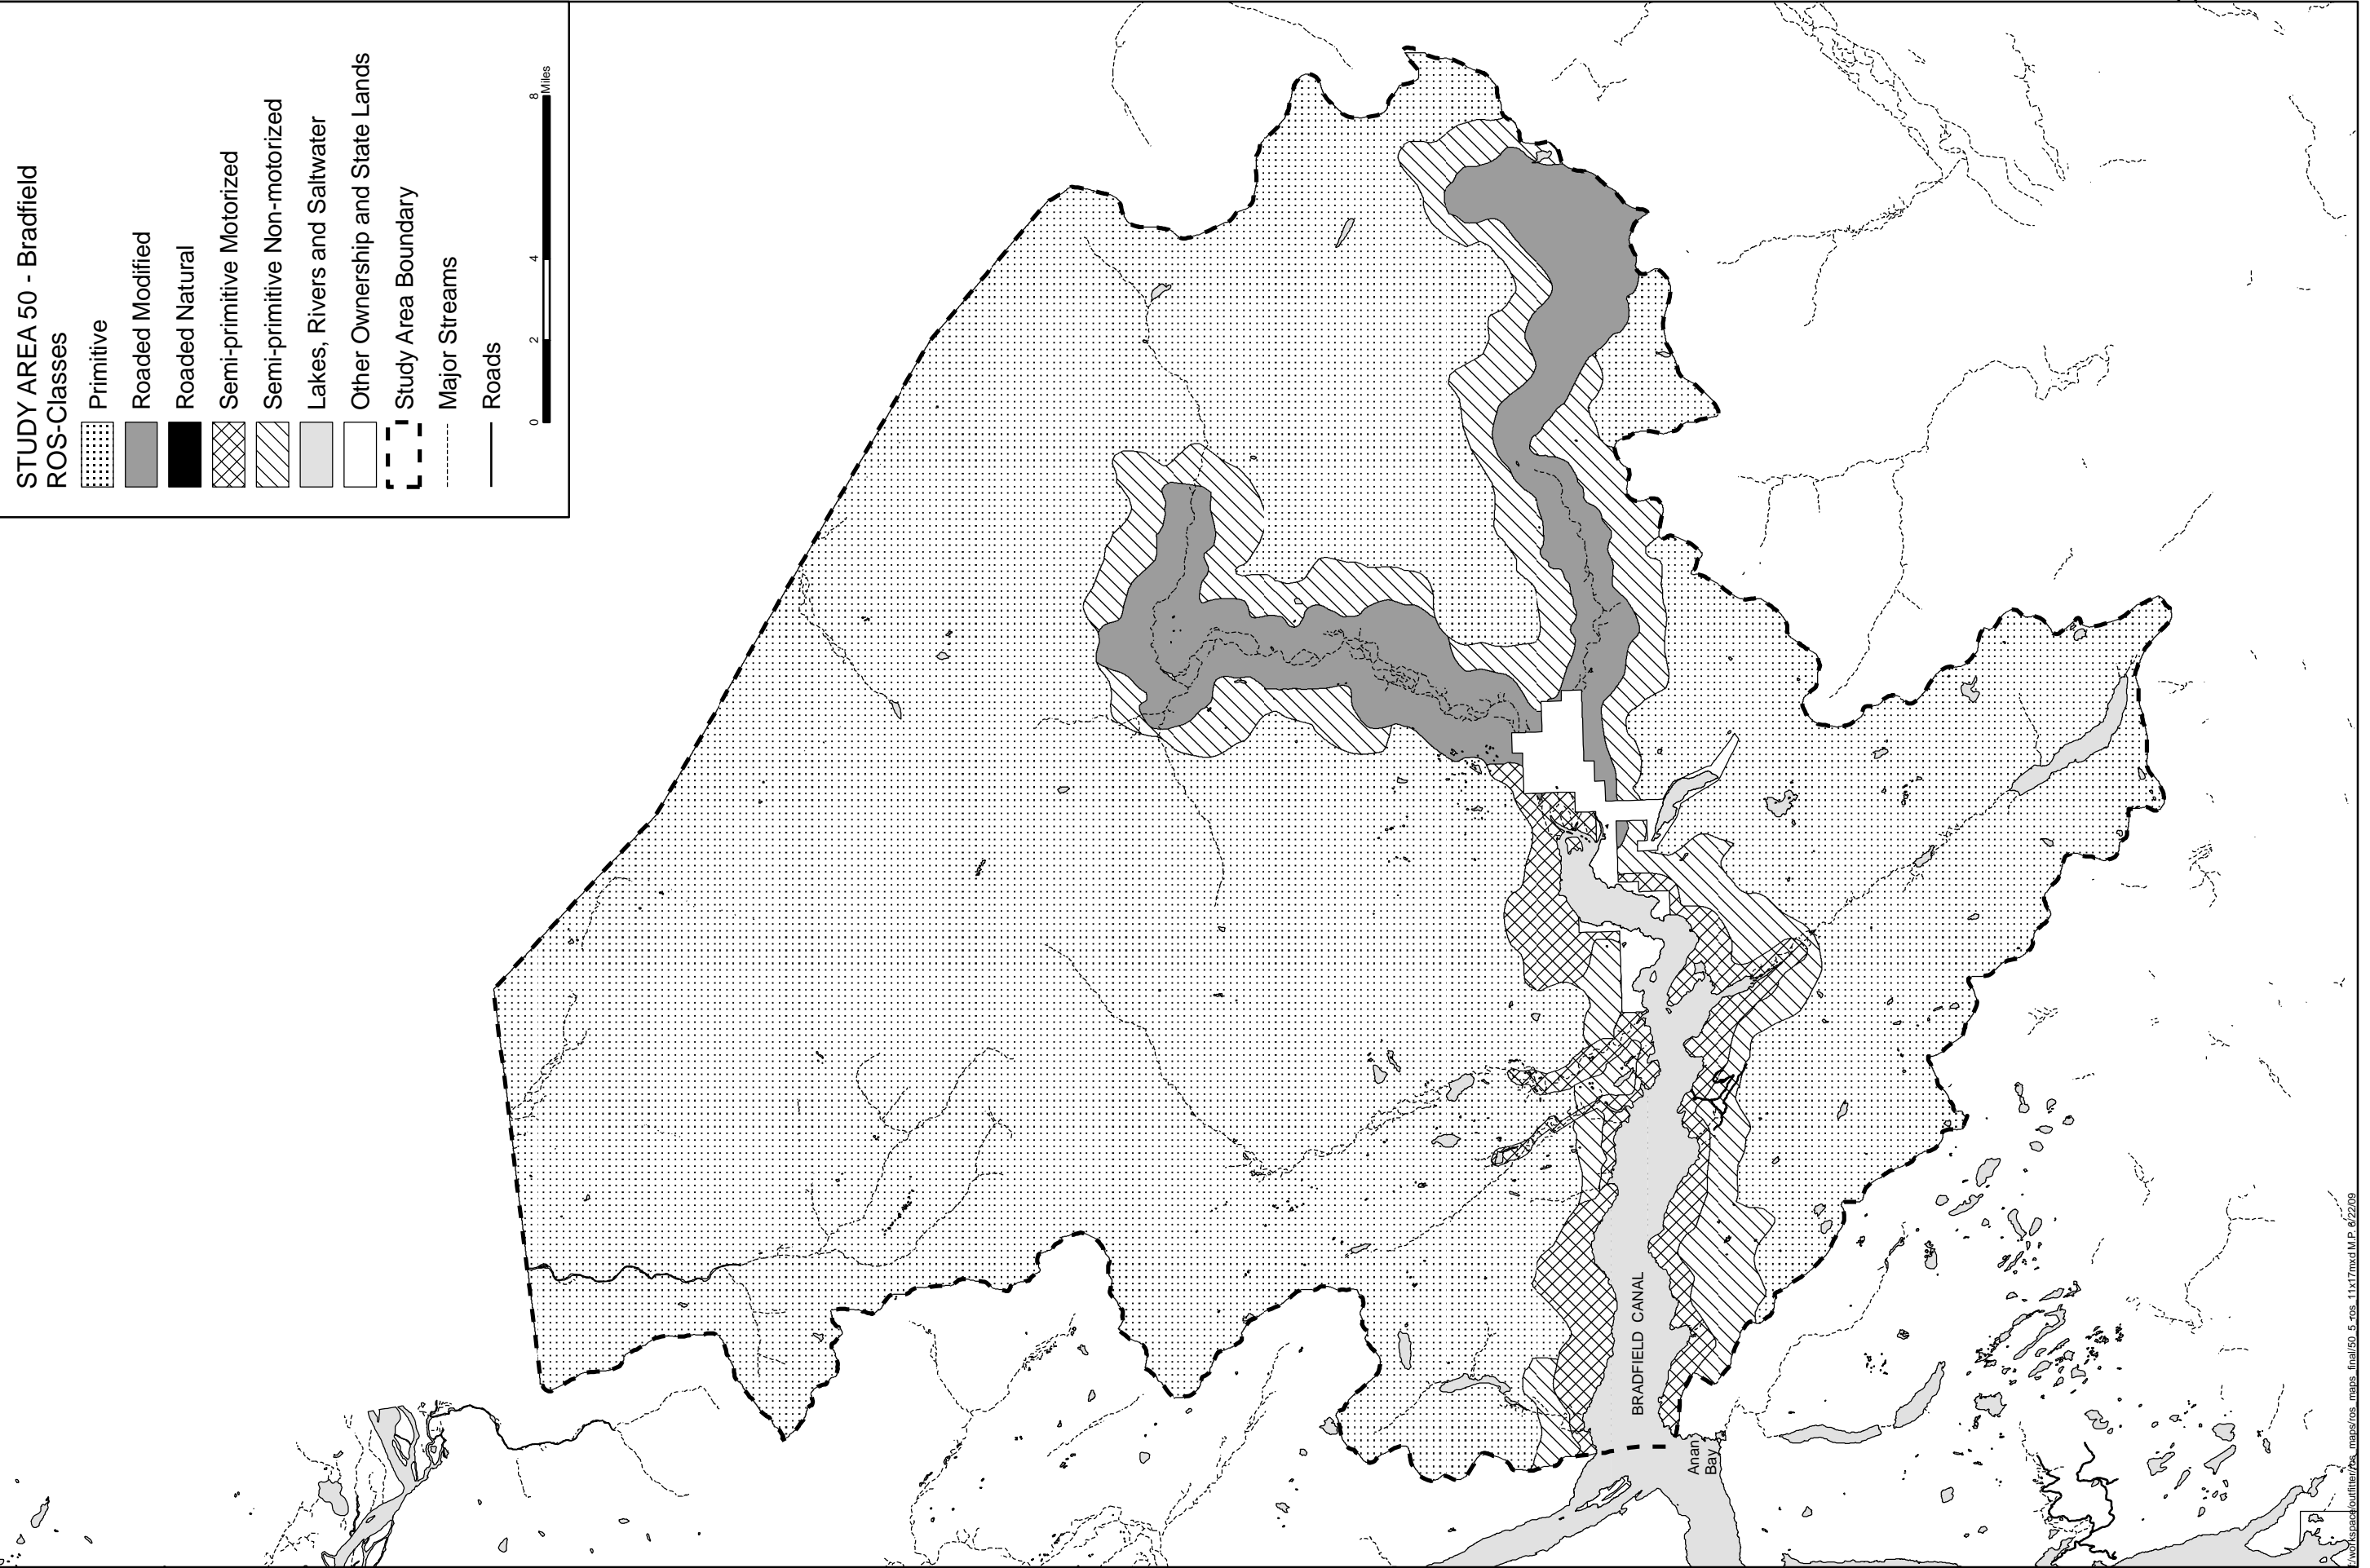 STUDY AREA 50 - Bradfield
ROS-Classes
Primitive
Roaded Modified
Roaded Natural
Semi-primitive Motorized
Semi-primitive Non-motorized
Lakes, Rivers and Saltwater
Other Ownership and State Lands
Study Area Boundary
Major Streams
Roads
0 2 4 8
Miles
BRADFIELD CANAL
Anan
Bay